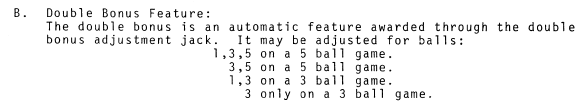 B. Double Bonus Feature:
The double bonus is an automatic feature awarded through the double
bonus adjustment jack. It may be adjusted for balls:
1,3,5 on a 5 ball game.
3,5 on a 5 ball game.
1,3 on a 3 ball game.
3 only on a 3 ball game.